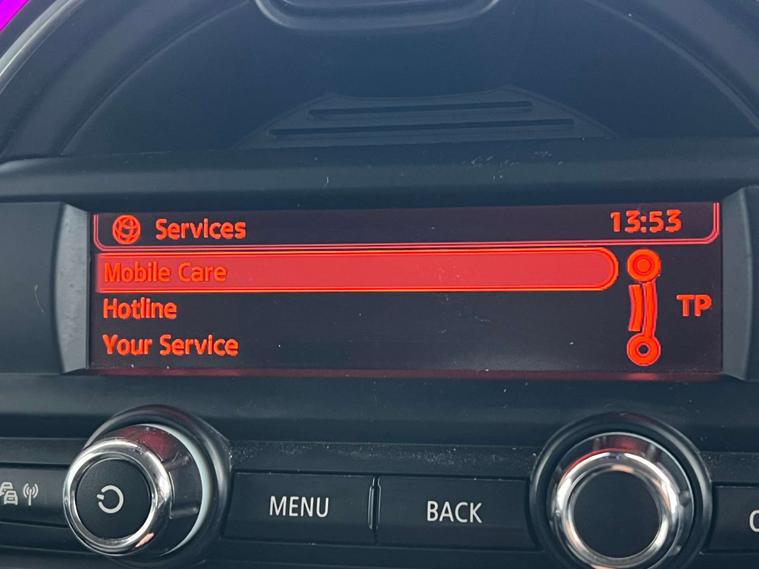 Services 13:53
Mobile Care
Hotline
TP
Your Service
MENU BACK